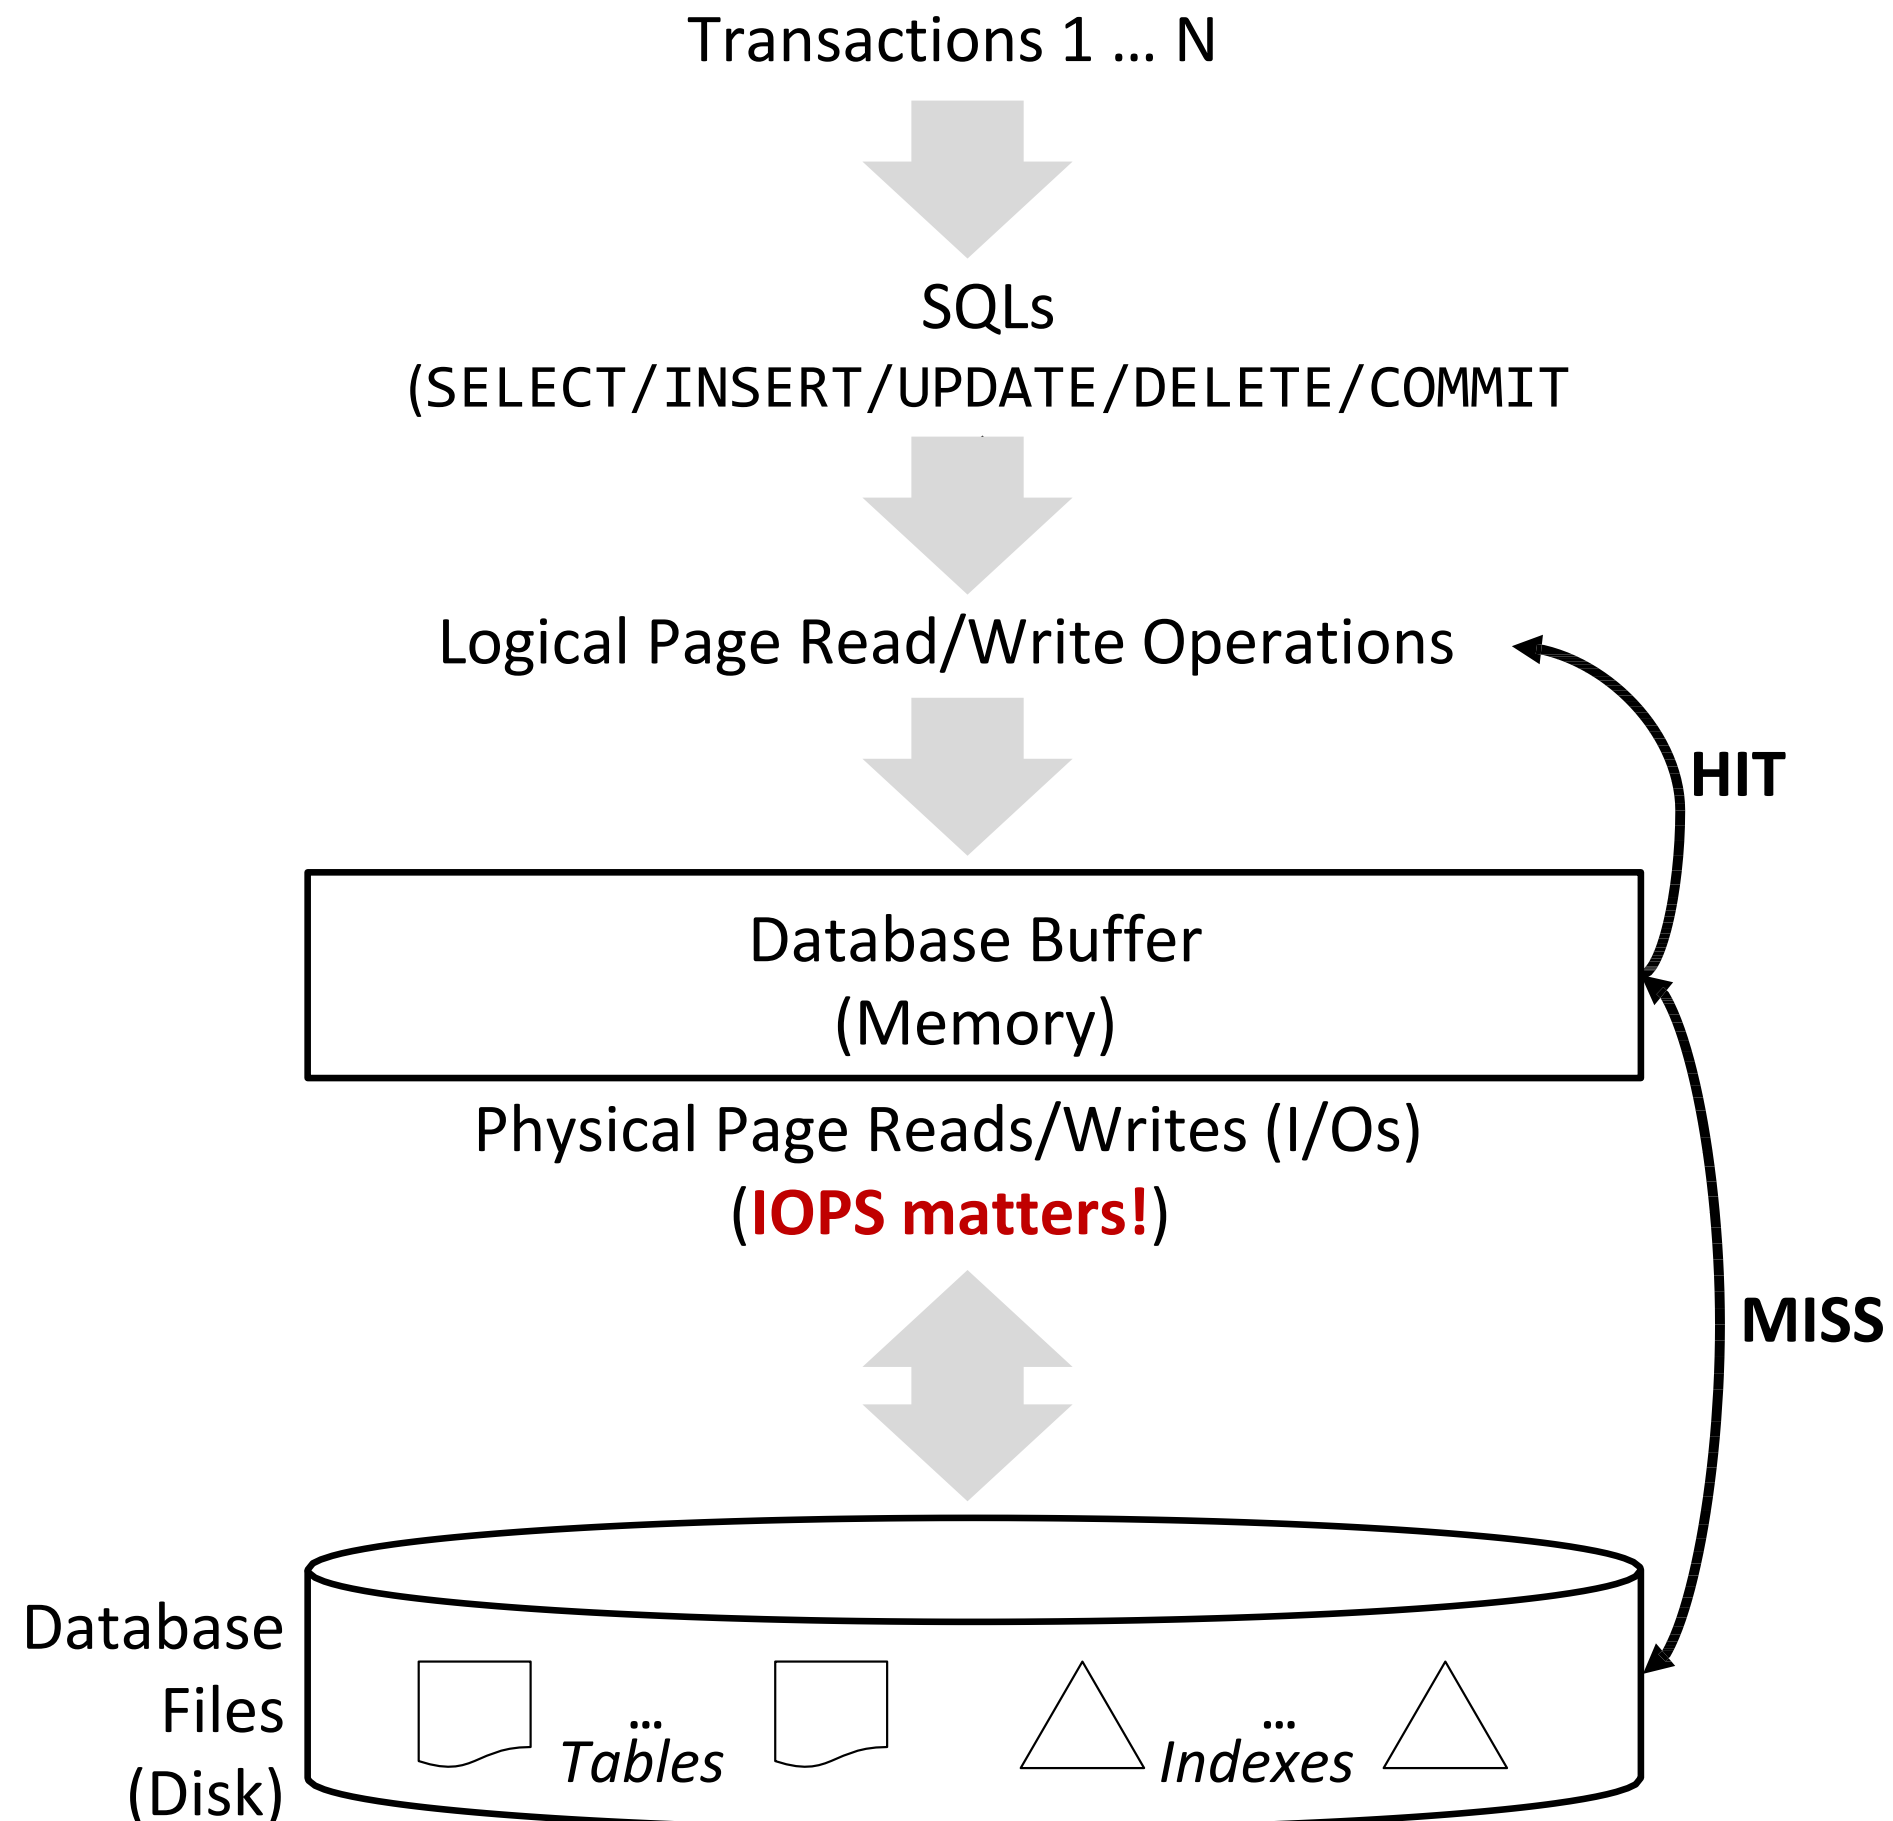 Transactions 1 … N
SQLs
(SELECT/INSERT/UPDATE/DELETE/COMMIT
Logical Page Read/Write Operations
HIT
Database Buffer
(Memory)
Physical Page Reads/Writes (I/Os)
(IOPS matters!)
MISS
Database
Files
(Disk)
…
Tables
…
Indexes